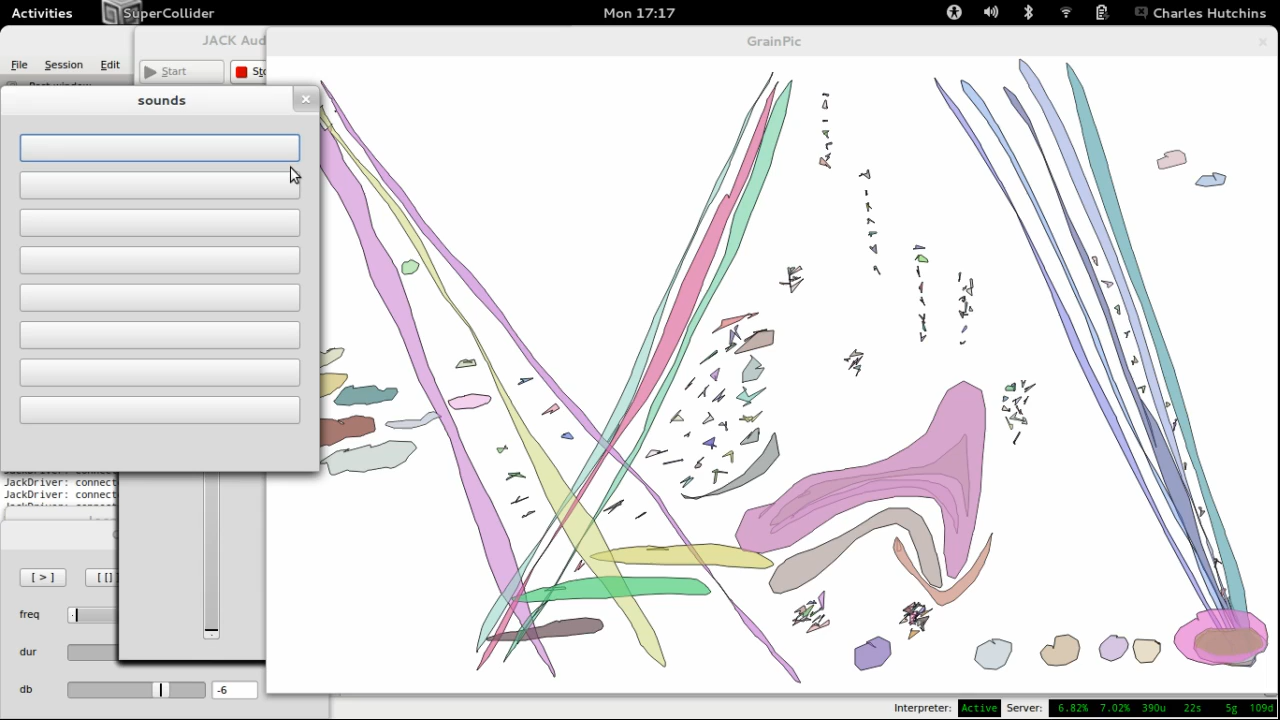 Activities SuperCollider Mon 17:17 Charles Hutchins
JACK Aud
GrainPic
File Session Edit
Start
sounds
JackDriver: connect
JackDriver: connect
[ > ]
freq
dur
db -6
Interpreter: Active Server: 6.82% 7.02% 390u 22s 5g 109d